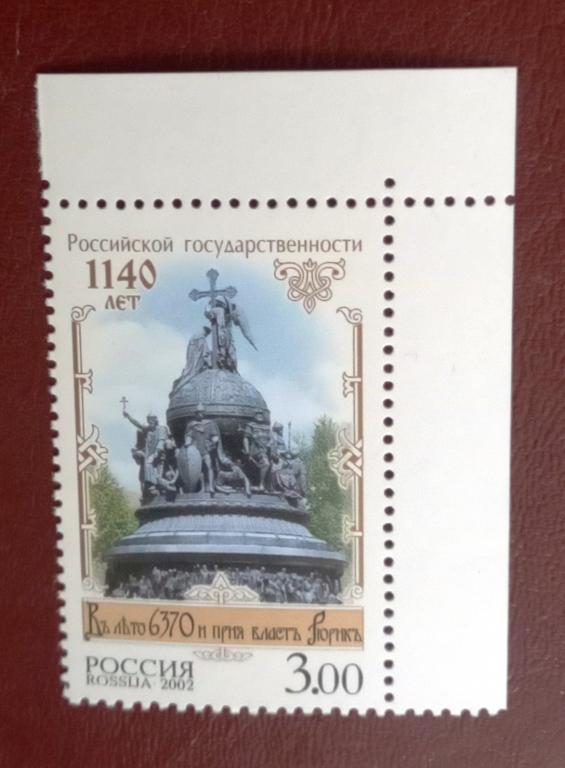 Российской государственности
1140
ЛЕТ
Въ лѣто 6370 и прия власть Рюрикъ
РОССИЯ
ROSSIJA · 2002
3.00